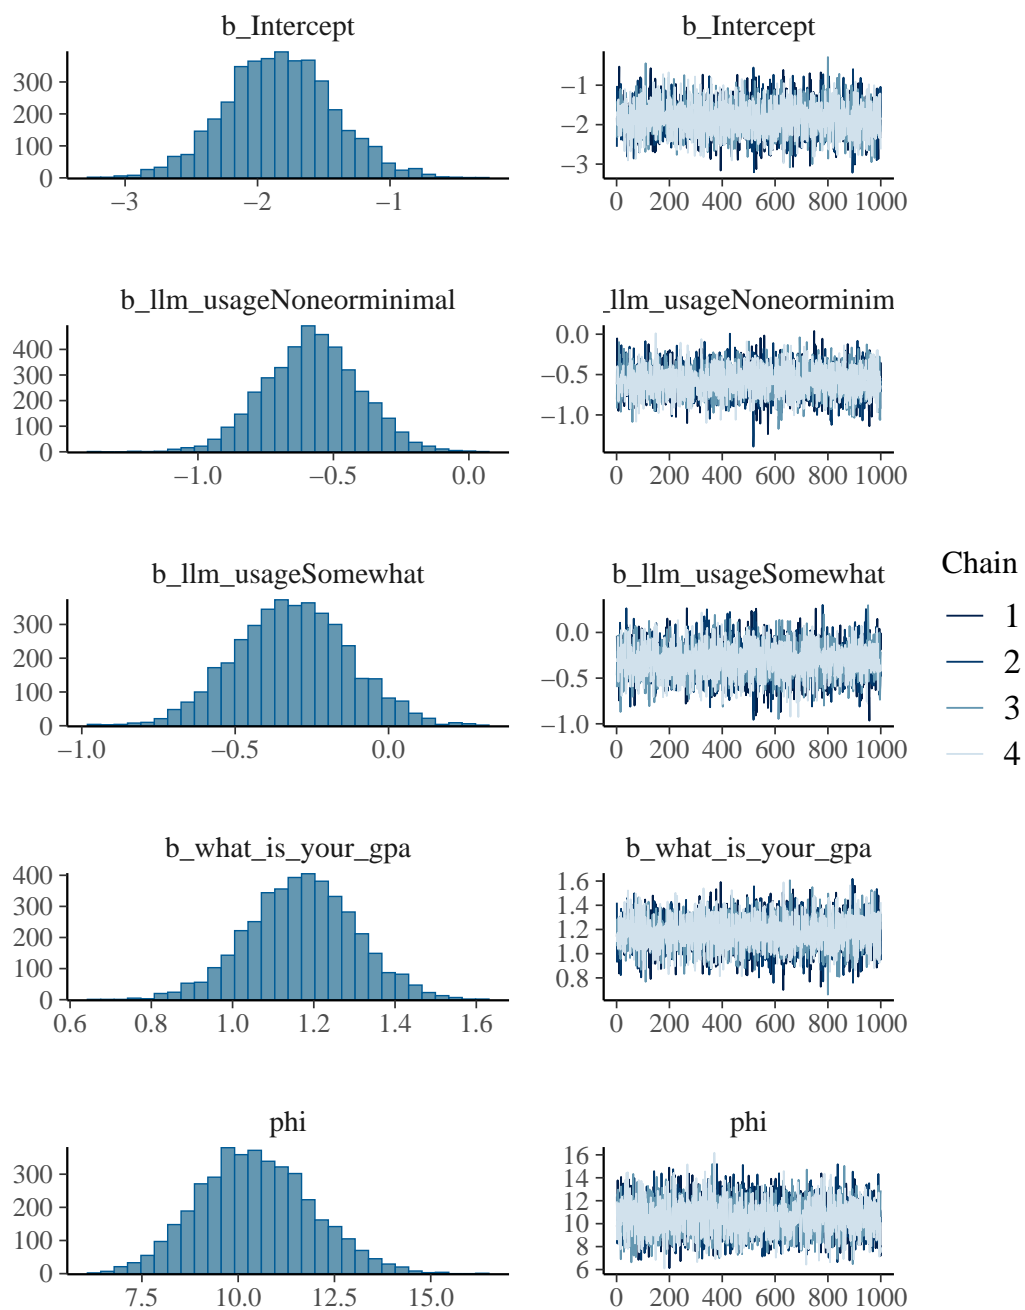 b_Intercept
300
200
100
0
−3 −2 −1
b_Intercept
−1
−2
−3
0 200 400 600 800 1000
b_llm_usageNoneorminimal
400
300
200
100
0
−1.0 −0.5 0.0
_llm_usageNoneorminim
0.0
−0.5
−1.0
0 200 400 600 800 1000
b_llm_usageSomewhat
300
200
100
0
−1.0 −0.5 0.0
b_llm_usageSomewhat
0.0
−0.5
−1.0
0 200 400 600 800 1000
b_what_is_your_gpa
400
300
200
100
0
0.6 0.8 1.0 1.2 1.4 1.6
b_what_is_your_gpa
1.6
1.4
1.2
1.0
0.8
0 200 400 600 800 1000
phi
300
200
100
0
7.5 10.0 12.5 15.0
phi
16
14
12
10
8
6
0 200 400 600 800 1000
Chain
1
2
3
4